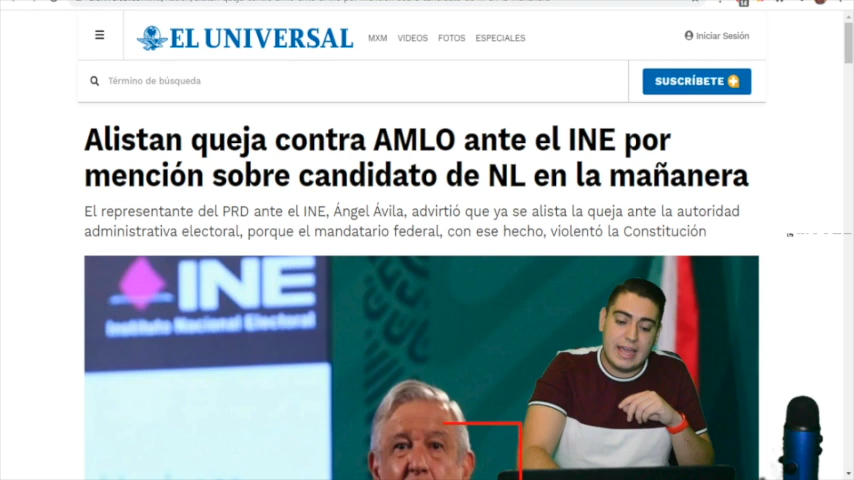 EL UNIVERSAL
MXM VIDEOS FOTOS ESPECIALES
Iniciar Sesión
Término de búsqueda
SUSCRÍBETE
Alistan queja contra AMLO ante el INE por
mención sobre candidato de NL en la mañanera
El representante del PRD ante el INE, Ángel Ávila, advirtió que ya se alista la queja ante la autoridad
administrativa electoral, porque el mandatario federal, con ese hecho, violentó la Constitución
INE
Instituto Nacional Electoral